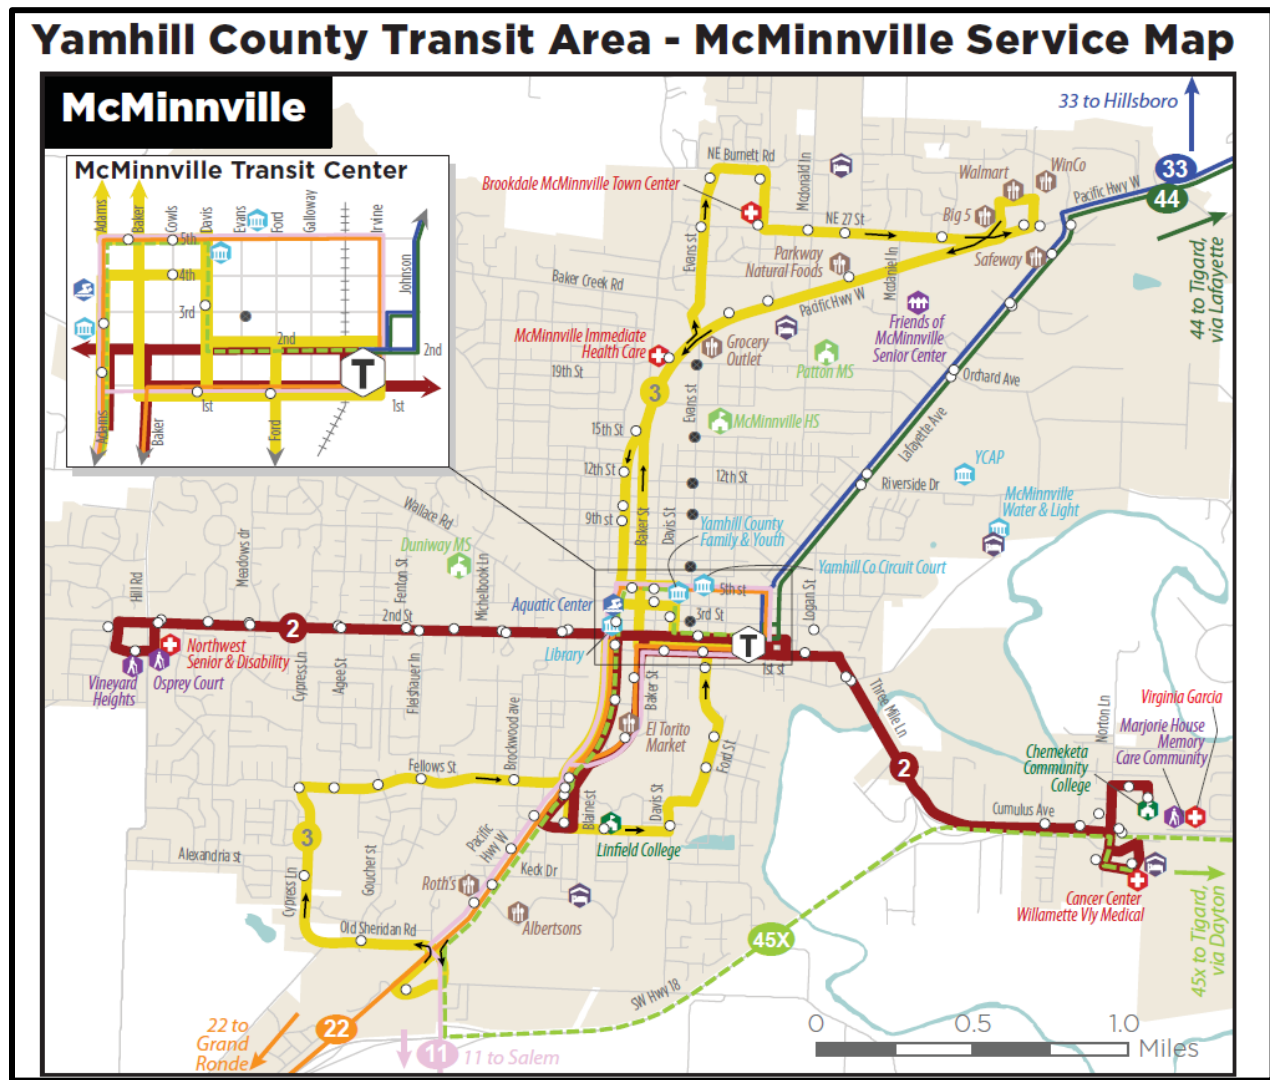 Yamhill County Transit Area - McMinnville Service Map
McMinnville
33 to Hillsboro
33
44
44 to Tigard,
via Lafayette
McMinnville Transit Center
Adams
Baker
Cowls
Davis
Evans
Ford
Galloway
Irvine
5th
4th
3rd
2nd
2nd
Johnson
T
1st
1st
Adams
Baker
Ford
NE Burnett Rd
Brookdale McMinnville Town Center
Mcdonald ln
NE 27 St
Walmart
WinCo
Big 5
Pacific Hwy W
Safeway
Evans st
Parkway
Natural Foods
Mcdaniel ln
Baker Creek Rd
Pacific Hwy W
Friends of
McMinnville
Senior Center
McMinnville Immediate
Health Care
Grocery
Outlet
Patton MS
19th St
Orchard Ave
3
Evans st
McMinnville HS
15th St
Lafayette Ave
12th St
12th St
YCAP
Riverside Dr
McMinnville
Water & Light
Wallace Rd
9th st
Baker St
Davis St
Yamhill County
Family & Youth
Duniway MS
Yamhill Co Circuit Court
Hill Rd
Meadows dr
Fenton St
Michelbook Ln
Aquatic Center
5th st
Logan St
2nd St
3rd St
2
Library
T
1st st
Northwest
Senior & Disability
Vineyard
Heights
Osprey Court
Cypress Ln
Agee St
Fleishauer ln
Brockwood ave
Baker St
El Torito
Market
Three Mile Ln
Norton Ln
Virginia Garcia
Marjorie House
Memory
Care Community
Chemeketa
Community
College
Ford St
2
Fellows St
Blaine st
Davis St
Cumulus Ave
3
Linfield College
Alexandria st
Goucher st
Pacific
Hwy W
Keck Dr
Roth's
Cypress Ln
Albertsons
Cancer Center
Willamette Vly Medical
Old Sheridan Rd
45X
45x to Tigard,
via Dayton
SW Hwy 18
22 to
Grand
Ronde
22
11
11 to Salem
0
0.5
1.0
Miles